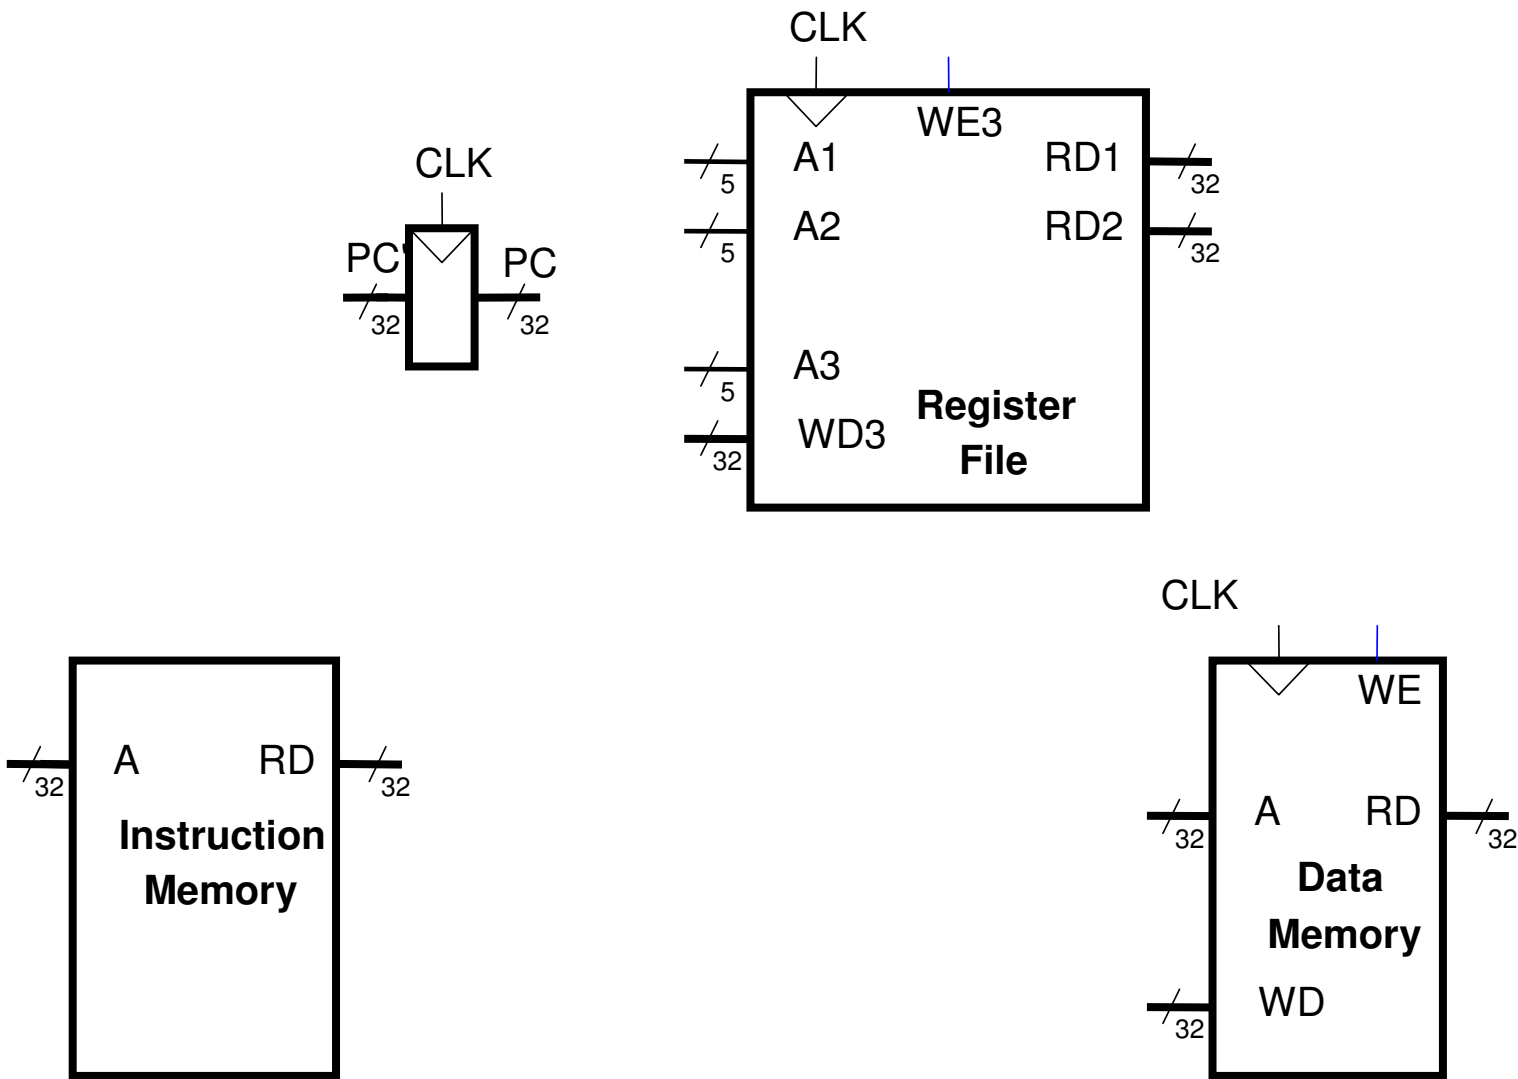 CLK
WE3
A1
RD1
5
32
A2
RD2
5
32
A3
5
WD3
32
Register
File
CLK
PC'
PC
32
32
A
RD
32
32
Instruction
Memory
CLK
WE
A
RD
32
32
Data
Memory
WD
32